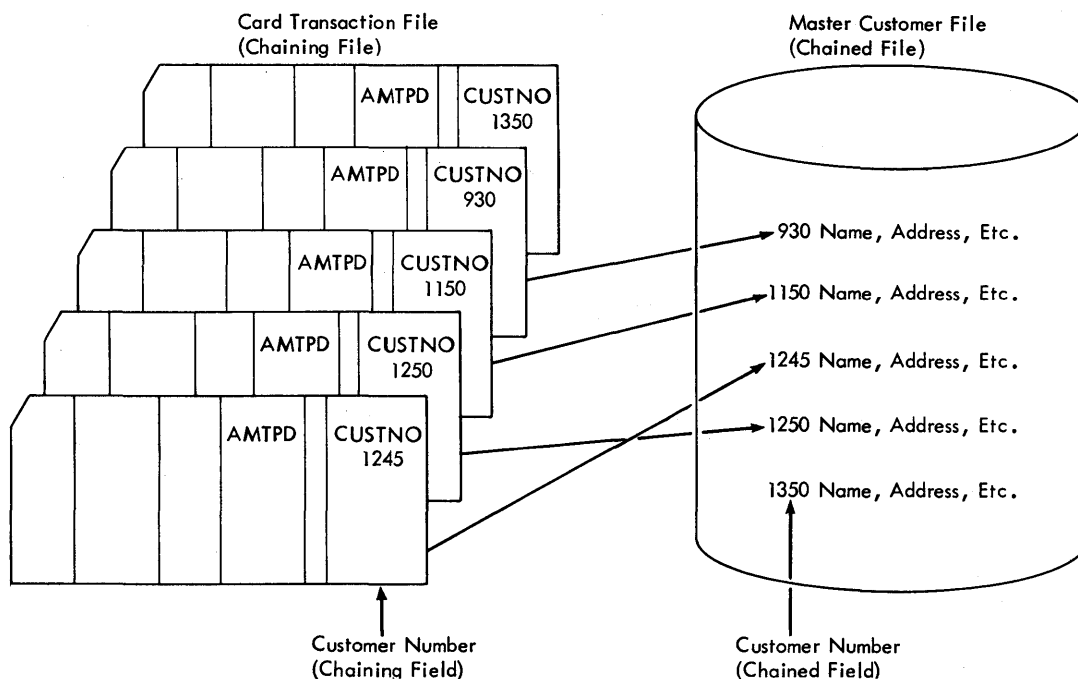 Card Transaction File
(Chaining File)
AMTPD
CUSTNO
1350
AMTPD
CUSTNO
930
AMTPD
CUSTNO
1150
AMTPD
CUSTNO
1250
AMTPD
CUSTNO
1245
Customer Number
(Chaining Field)
Master Customer File
(Chained File)
930 Name, Address, Etc.
1150 Name, Address, Etc.
1245 Name, Address, Etc.
1250 Name, Address, Etc.
1350 Name, Address, Etc.
Customer Number
(Chained Field)